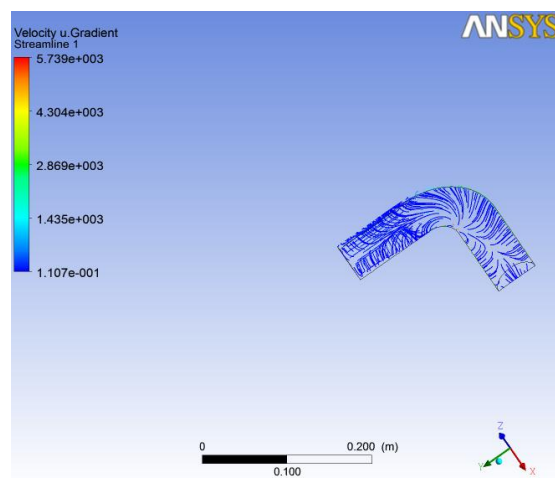 Velocity u.Gradient
Streamline 1
5.739e+003
4.304e+003
2.869e+003
1.435e+003
1.107e-001
ANSYS
0 0.200 (m)
0.100
Z
Y
X